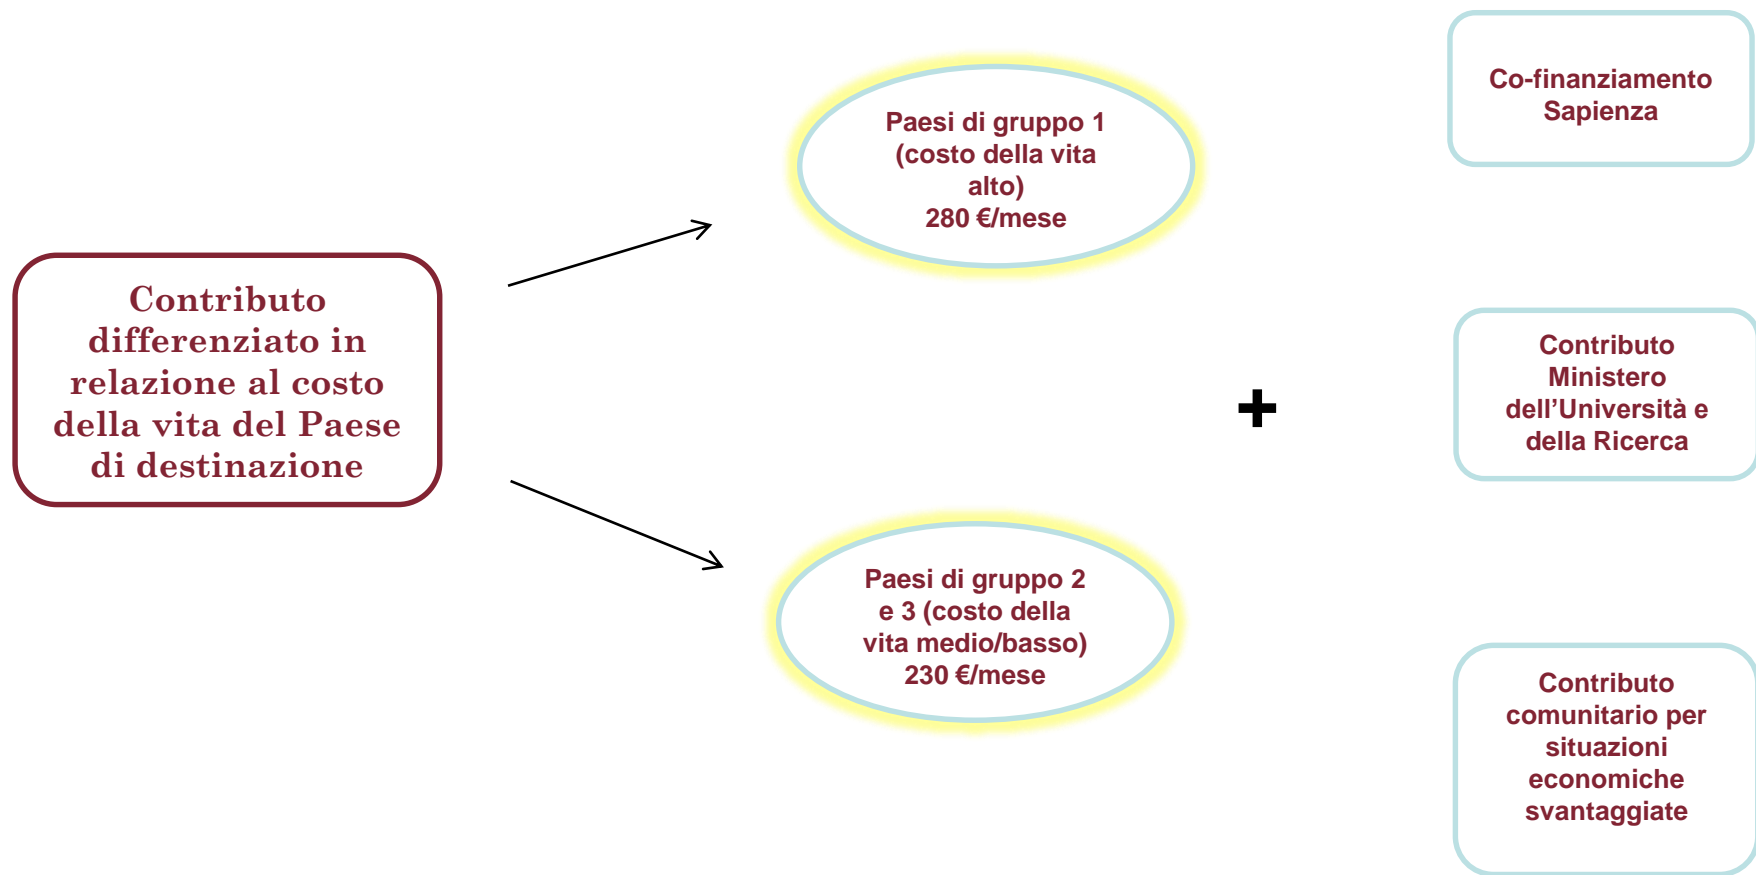 Contributo
differenziato in
relazione al costo
della vita del Paese
di destinazione
Paesi di gruppo 1
(costo della vita
alto)
280 €/mese
Paesi di gruppo 2
e 3 (costo della
vita medio/basso)
230 €/mese
+
Co-finanziamento
Sapienza
Contributo
Ministero
dell’Università e
della Ricerca
Contributo
comunitario per
situazioni
economiche
svantaggiate